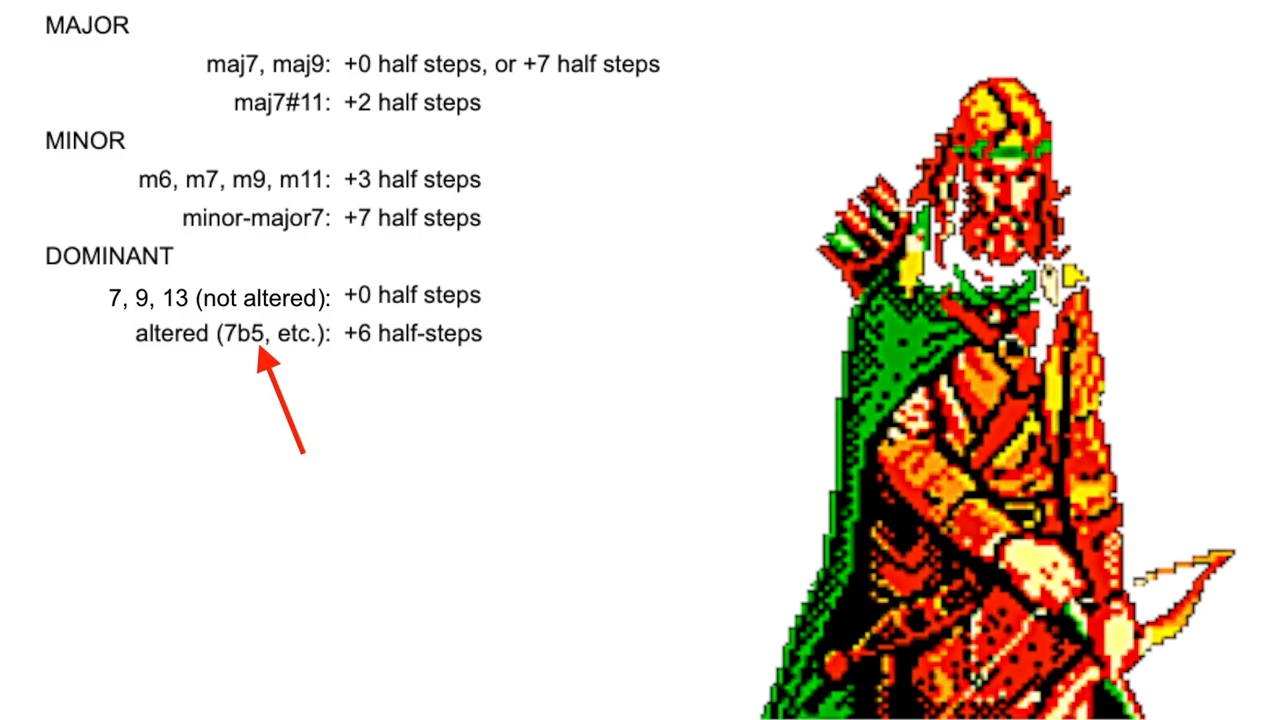 MAJOR
maj7, maj9: +0 half steps, or +7 half steps
maj7#11: +2 half steps
MINOR
m6, m7, m9, m11: +3 half steps
minor-major7: +7 half steps
DOMINANT
7, 9, 13 (not altered): +0 half steps
altered (7b5, etc.): +6 half-steps